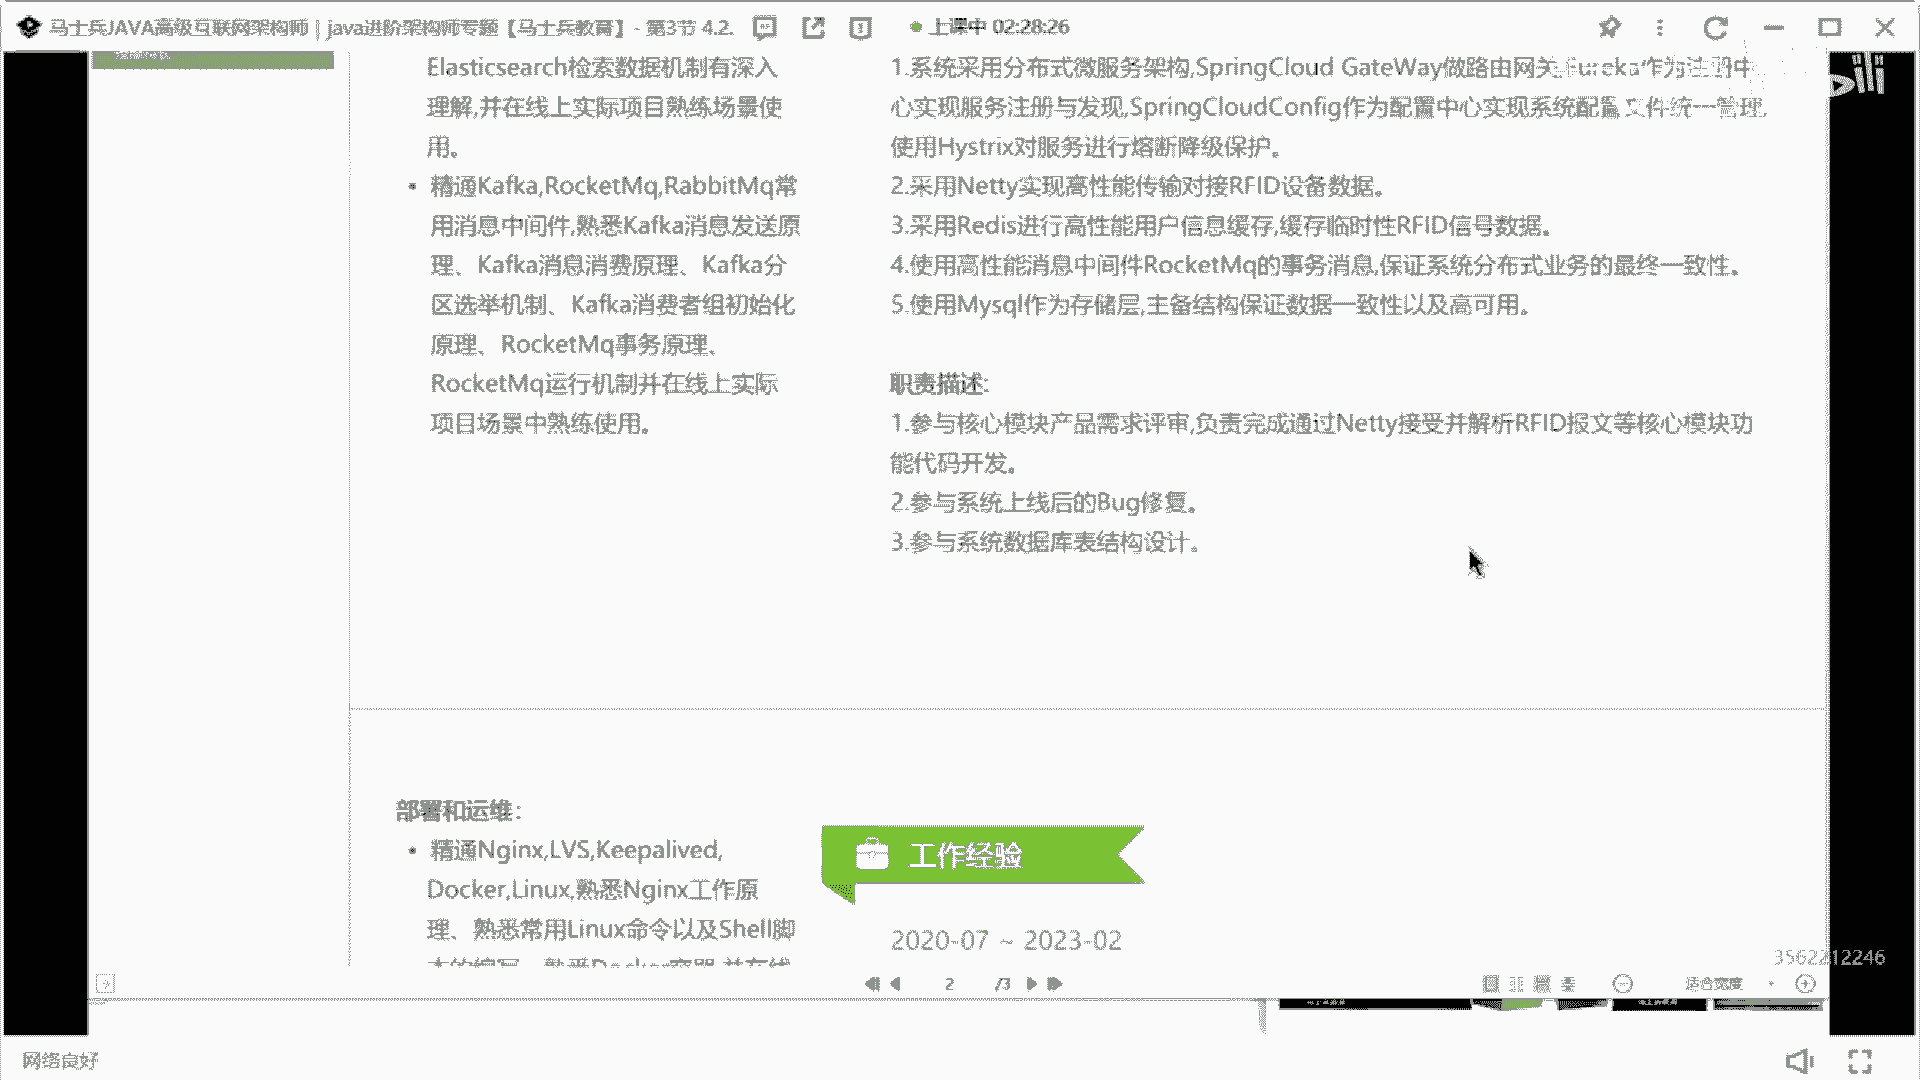 马士兵JAVA高级互联网架构师 | java进阶架构师专题【马士兵教育】 - 第3节 4.2.
上课中 02:28:26
Elasticsearch检索数据机制有深入
理解,并在线上实际项目熟练场景使
用。
• 精通Kafka,RocketMq,RabbitMq常
用消息中间件,熟悉Kafka消息发送原
理、Kafka消息消费原理、Kafka分
区选举机制、Kafka消费者组初始化
原理、RocketMq事务原理、
RocketMq运行机制并在线上实际
项目场景中熟练使用。
1.系统采用分布式微服务架构,SpringCloud GateWay做路由网关,Eureka作为注册中
心实现服务注册与发现,SpringCloudConfig作为配置中心实现系统配置文件统一管理,
使用Hystrix对服务进行熔断降级保护。
2.采用Netty实现高性能传输对接RFID设备数据。
3.采用Redis进行高性能用户信息缓存,缓存临时性RFID信号数据。
4.使用高性能消息中间件RocketMq的事务消息,保证系统分布式业务的最终一致性。
5.使用Mysql作为存储层,主备结构保证数据一致性以及高可用。
职责描述:
1.参与核心模块产品需求评审,负责完成通过Netty接受并解析RFID报文等核心模块功
能代码开发。
2.参与系统上线后的Bug修复。
3.参与系统数据库表结构设计。
部署和运维:
• 精通Nginx,LVS,Keepalived,
Docker,Linux,熟悉Nginx工作原
理、熟悉常用Linux命令以及Shell脚
工作经验
2020-07 ~ 2023-02
3562212246
2 /3
适合宽度
网络良好